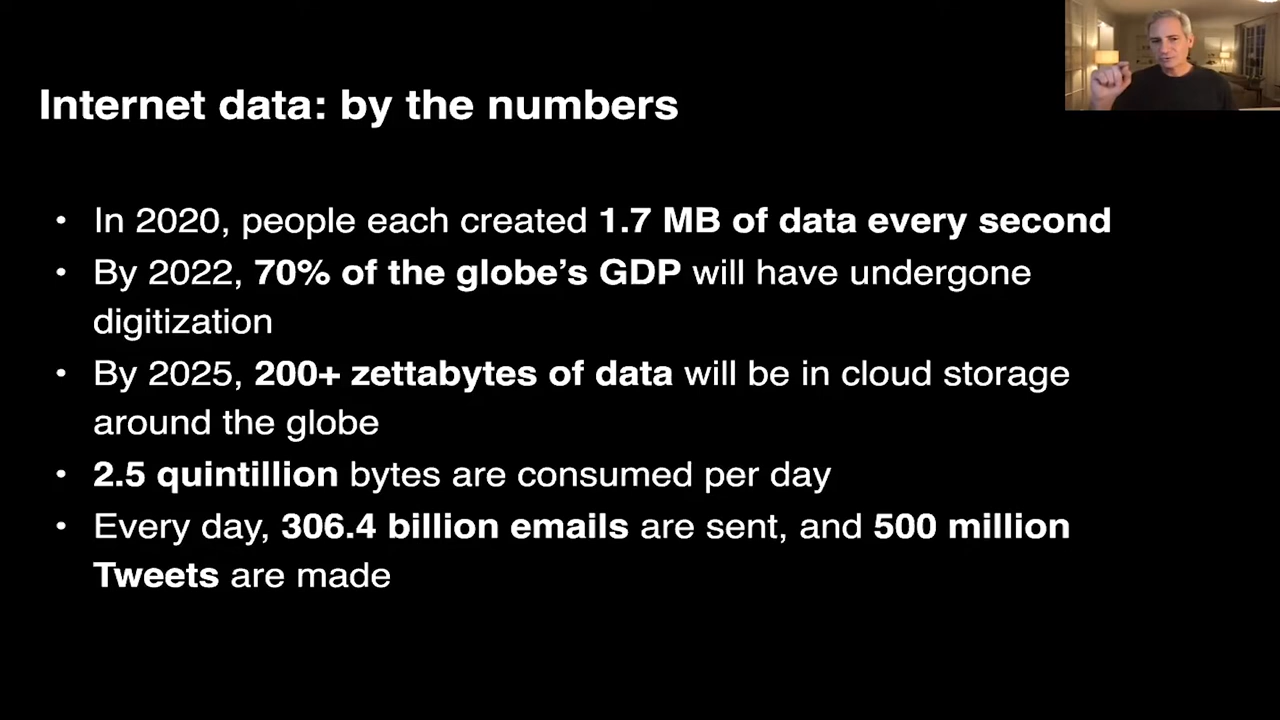 Internet data: by the numbers
• In 2020, people each created 1.7 MB of data every second
• By 2022, 70% of the globe’s GDP will have undergone
digitization
• By 2025, 200+ zettabytes of data will be in cloud storage
around the globe
• 2.5 quintillion bytes are consumed per day
• Every day, 306.4 billion emails are sent, and 500 million
Tweets are made